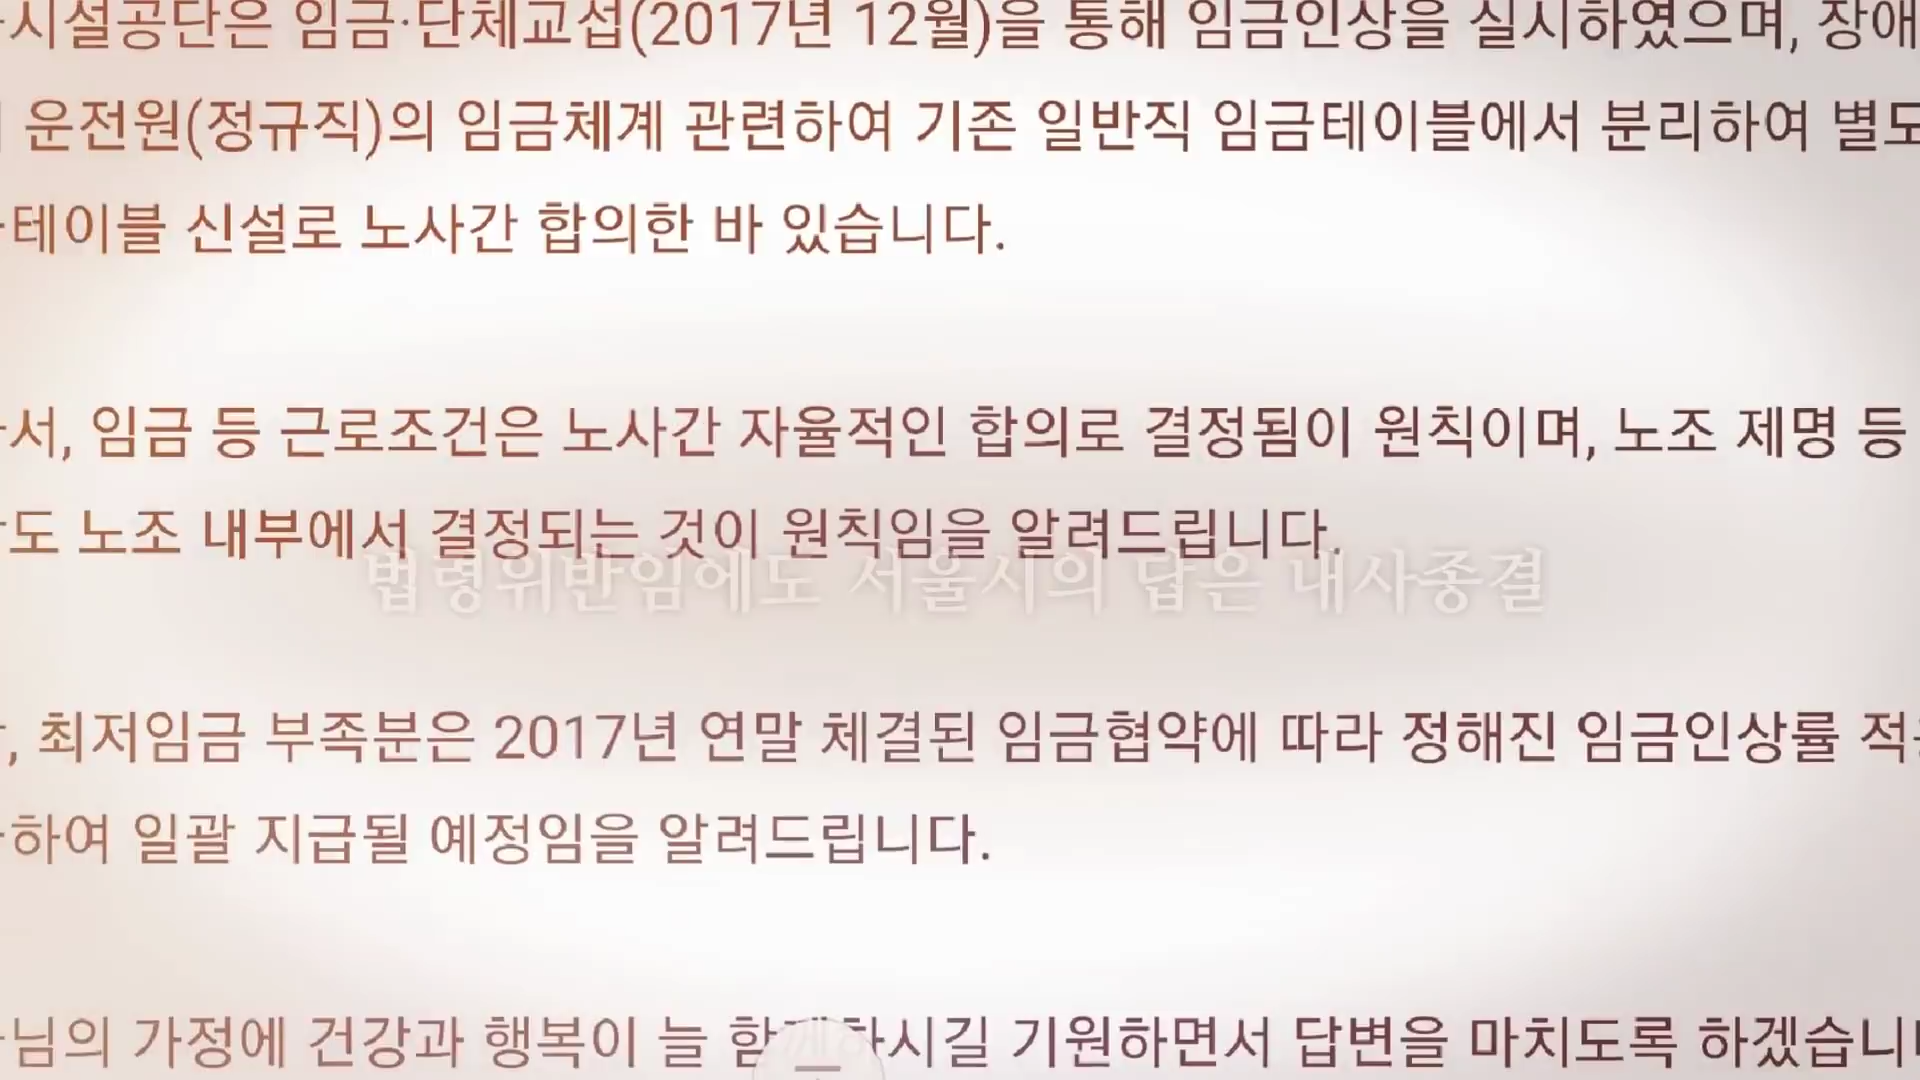 시설공단은 임금·단체교섭(2017년 12월)을 통해 임금인상을 실시하였으며, 장애
운전원(정규직)의 임금체계 관련하여 기존 일반직 임금테이블에서 분리하여 별도
테이블 신설로 노사간 합의한 바 있습니다.
서, 임금 등 근로조건은 노사간 자율적인 합의로 결정됨이 원칙이며, 노조 제명 등
도 노조 내부에서 결정되는 것이 원칙임을 알려드립니다.
법령위반임에도 서울시의 답은 내사종결
, 최저임금 부족분은 2017년 연말 체결된 임금협약에 따라 정해진 임금인상률
하여 일괄 지급될 예정임을 알려드립니다.
님의 가정에 건강과 행복이 늘 함께하시길 기원하면서 답변을 마치도록 하겠습니